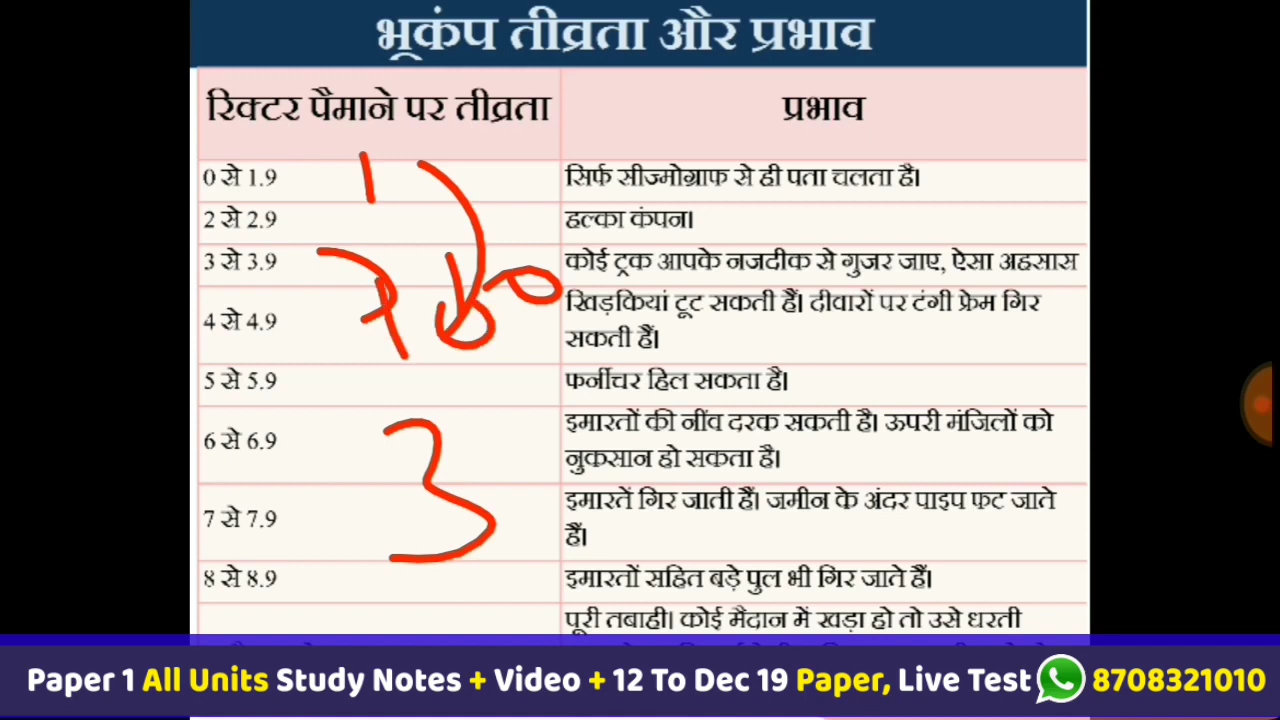 भूकंप तीव्रता और प्रभाव
रिक्टर पैमाने पर तीव्रता प्रभाव
0 से 1.9 सिर्फ सीज्मोग्राफ से ही पता चलता है।
2 से 2.9 हल्का कंपन।
3 से 3.9 कोई ट्रक आपके नजदीक से गुजर जाए, ऐसा अहसास
4 से 4.9 खिड़कियां टूट सकती हैं। दीवारों पर टंगी फ्रेम गिर
सकती हैं।
5 से 5.9 फर्नीचर हिल सकता है।
6 से 6.9 इमारतों की नींव दरक सकती है। ऊपरी मंजिलों को
नुकसान हो सकता है।
7 से 7.9 इमारतें गिर जाती हैं। जमीन के अंदर पाइप फट जाते
हैं।
8 से 8.9 इमारतों सहित बड़े पुल भी गिर जाते हैं।
पूरी तबाही। कोई मैदान में खड़ा हो तो उसे धरती
1
3
Paper 1 All Units Study Notes + Video + 12 To Dec 19 Paper, Live Test 8708321010